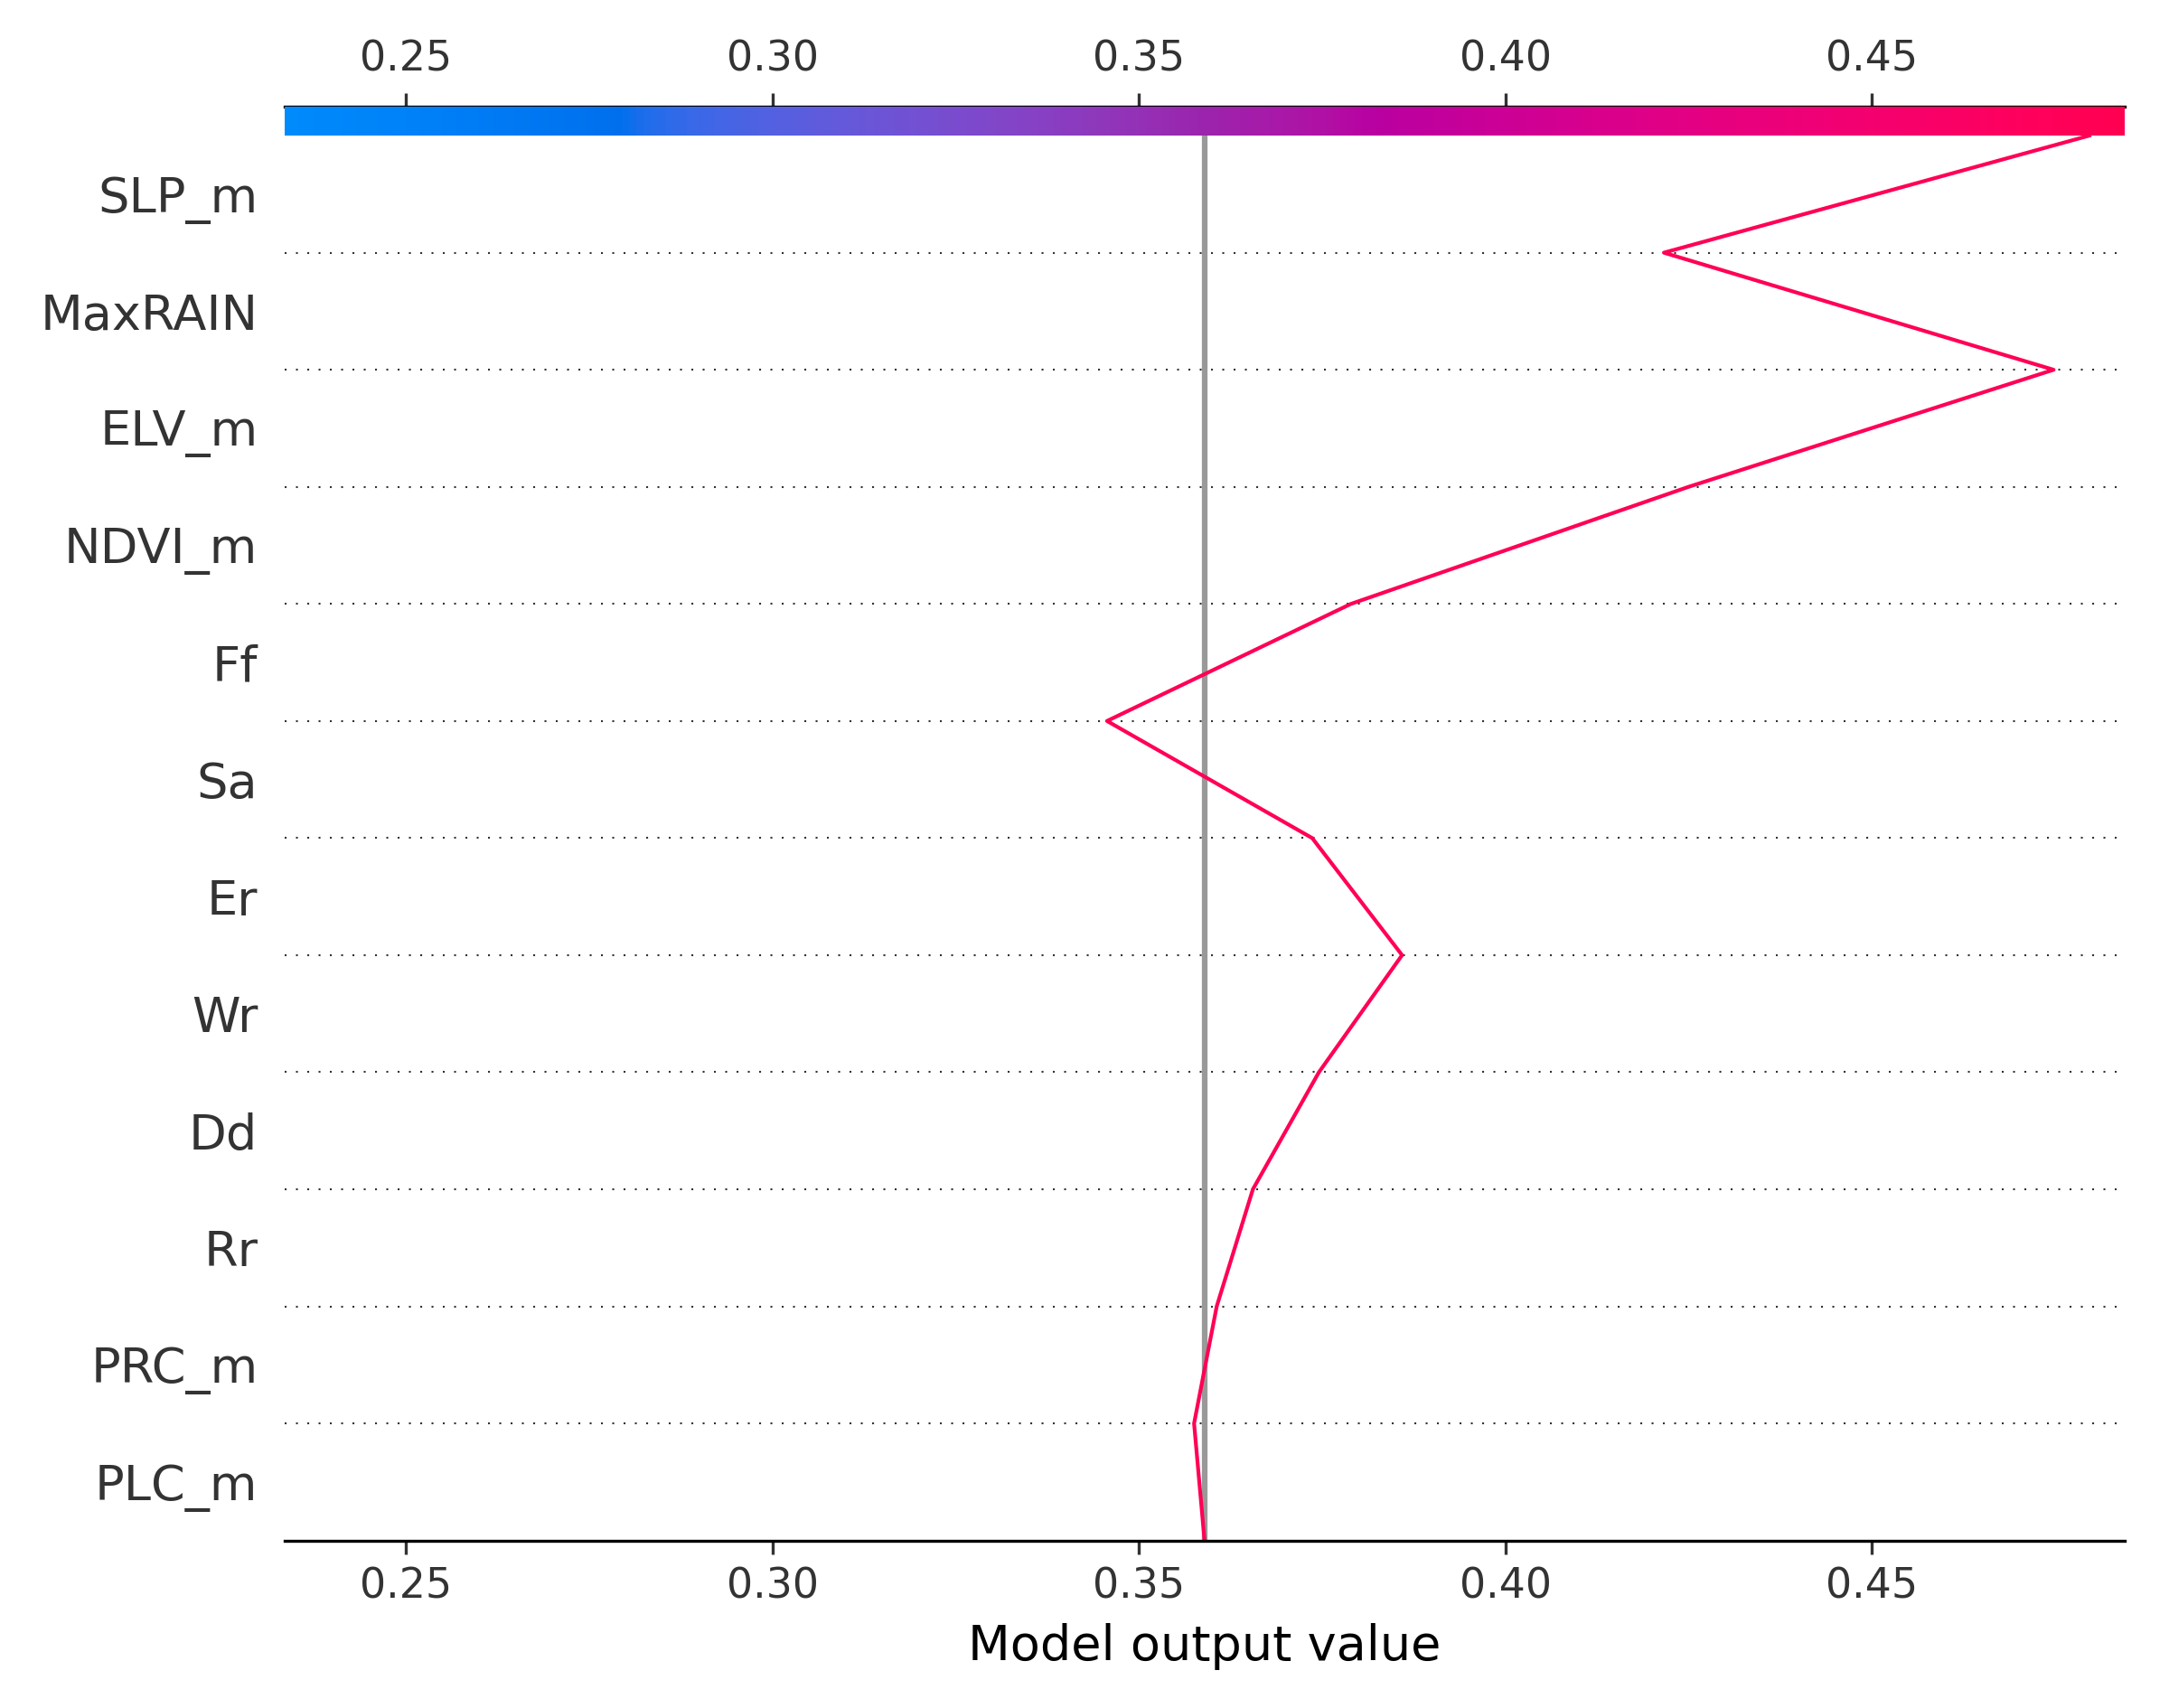 0.25 0.30 0.35 0.40 0.45
SLP_m
MaxRAIN
ELV_m
NDVI_m
Ff
Sa
Er
Wr
Dd
Rr
PRC_m
PLC_m
0.25 0.30 0.35 0.40 0.45
Model output value